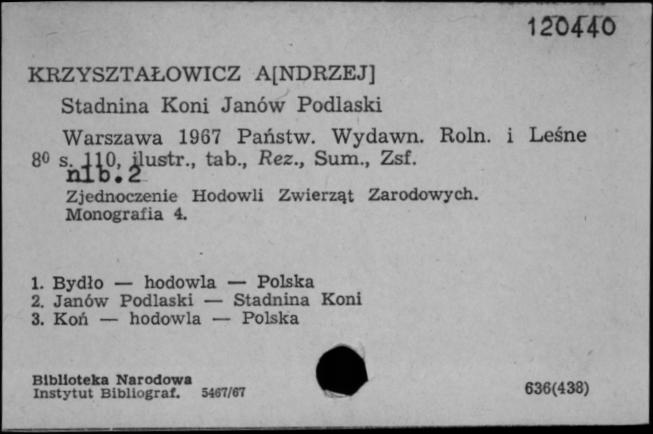 120440
KRZYSZTAŁOWICZ A[NDRZEJ]
Stadnina Koni Janów Podlaski
Warszawa 1967 Państw. Wydawn. Roln. i Leśne
8⁰ s. 110, ilustr., tab., Rez., Sum., Zsf.
nlb.2
Zjednoczenie Hodowli Zwierząt Zarodowych.
Monografia 4.
1. Bydło — hodowla — Polska
2. Janów Podlaski — Stadnina Koni
3. Koń — hodowla — Polska
Biblioteka Narodowa
Instytut Bibliograf. 5467/67 636(438)